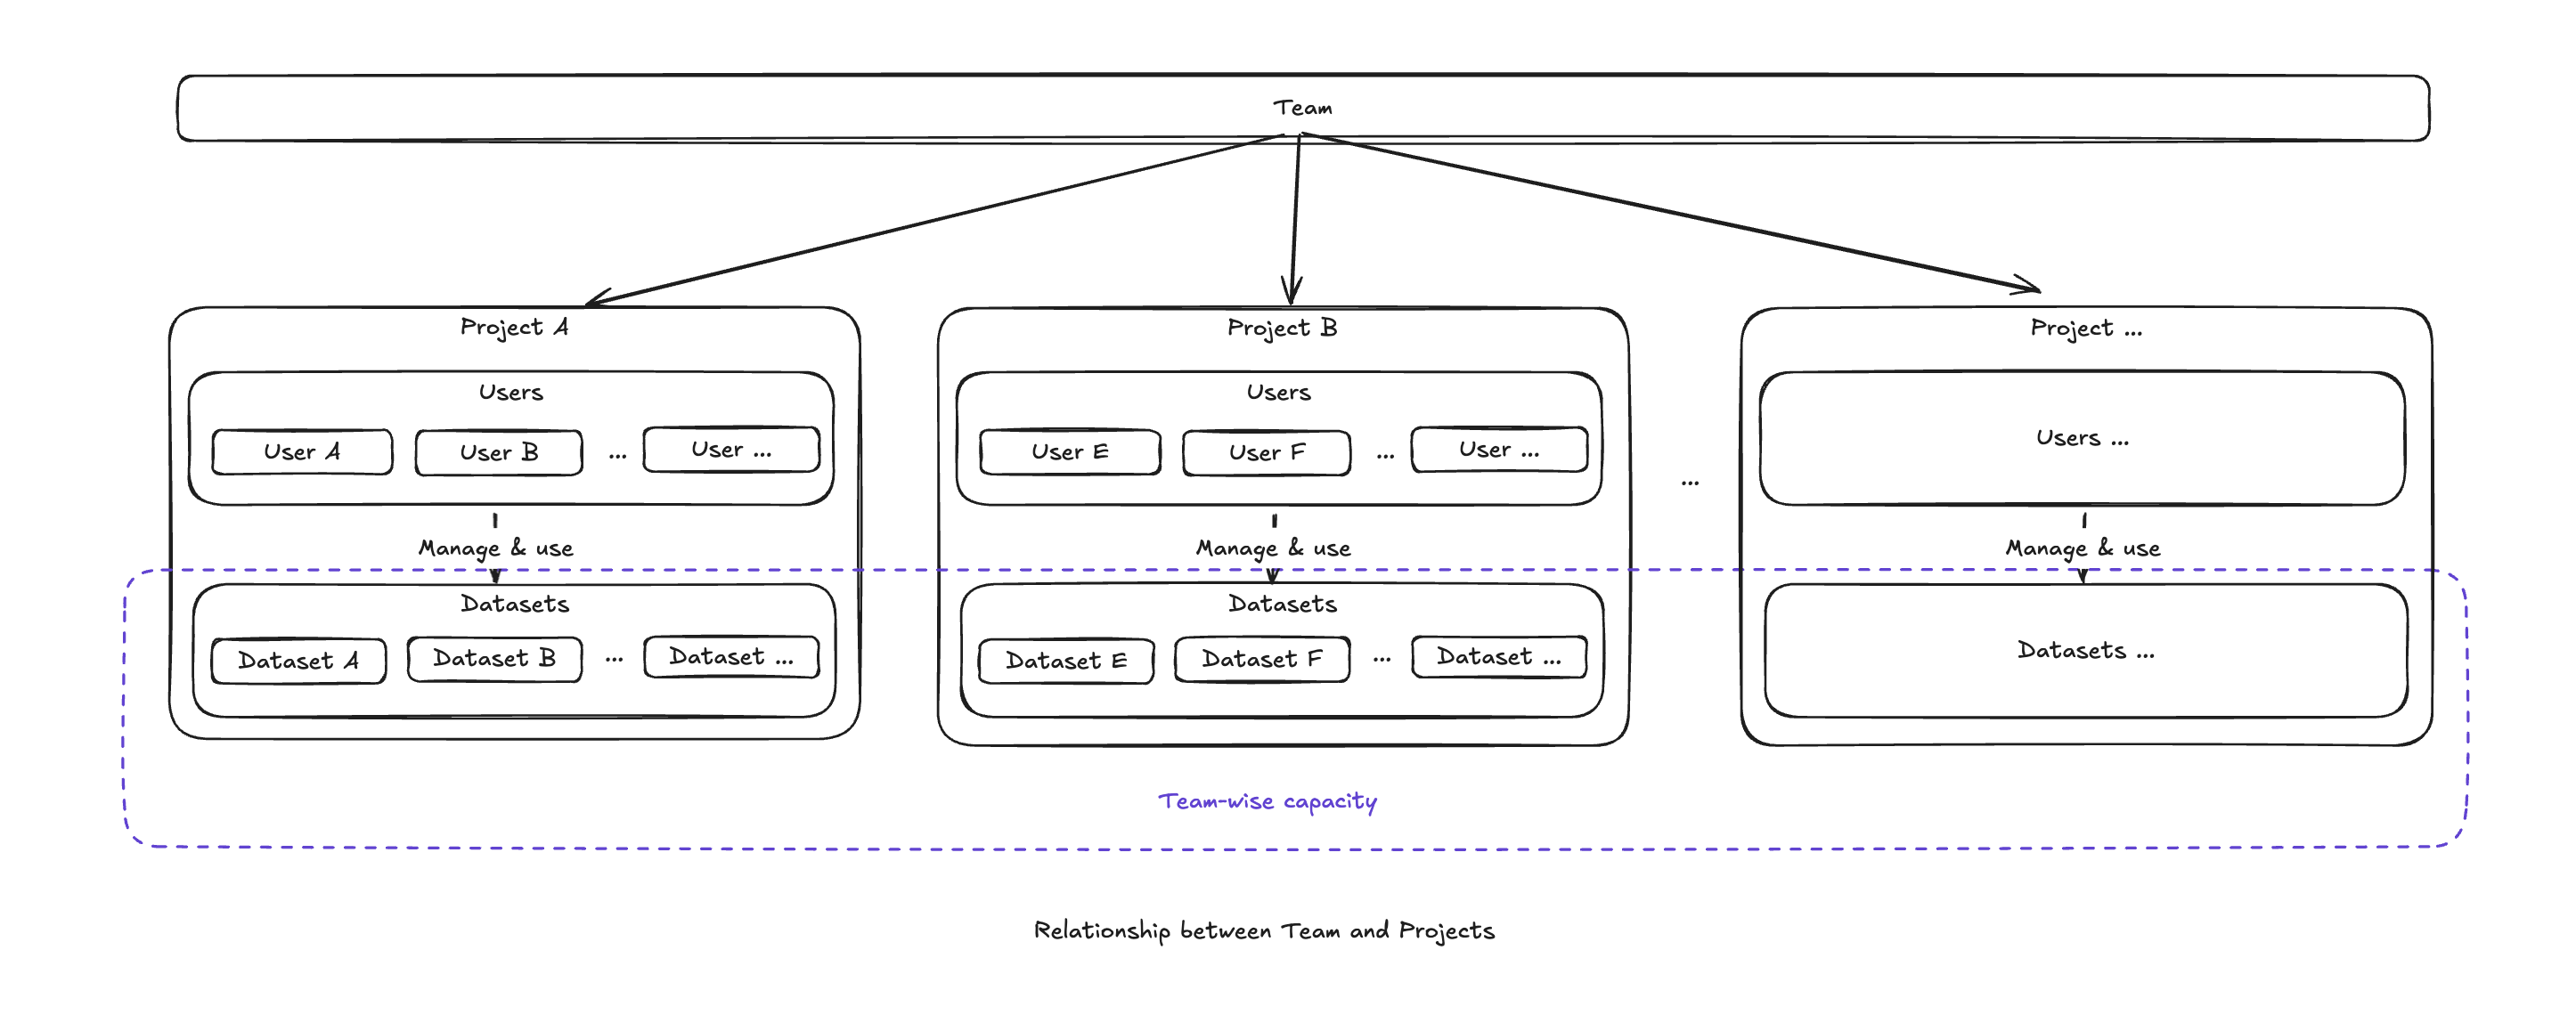 Team
Project A
Users
User A
User B
...
User ...
Manage & use
Datasets
Dataset A
Dataset B
...
Dataset ...
Project B
Users
User E
User F
...
User ...
Manage & use
Datasets
Dataset E
Dataset F
...
Dataset ...
...
Project ...
Users ...
Manage & use
Datasets ...
Team-wise capacity
Relationship between Team and Projects